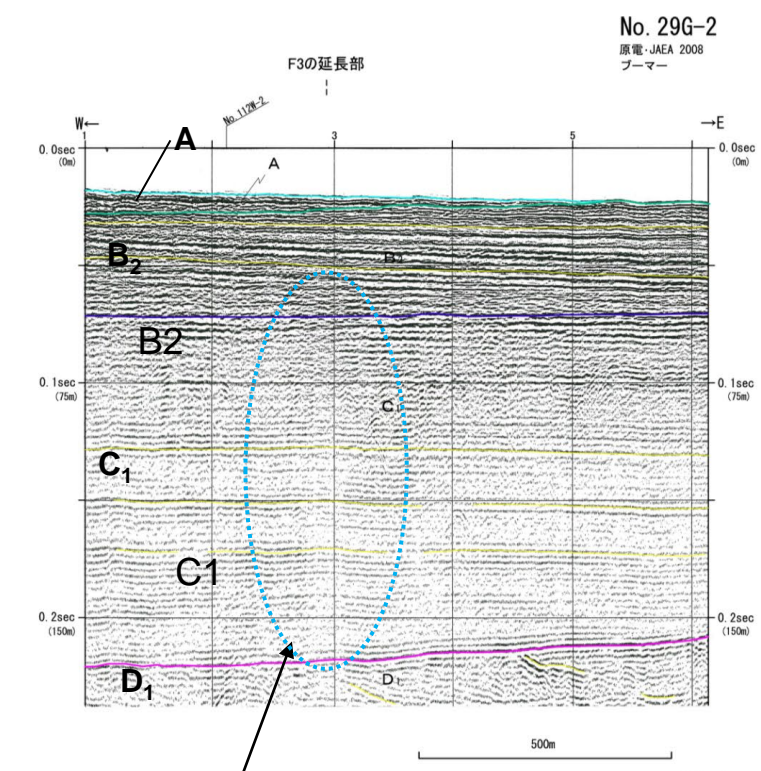 No. 29G-2
原電・JAEA 2008
ブーマー
F3の延長部
No. 112W-2
W← →E
1 3 5
0.0sec 0.0sec
(0m) (0m)
A
A
B₂
B₂
B2
0.1sec 0.1sec
(75m) (75m)
C₁
C₁
C1
0.2sec 0.2sec
(150m) (150m)
D₁
D₁
500m